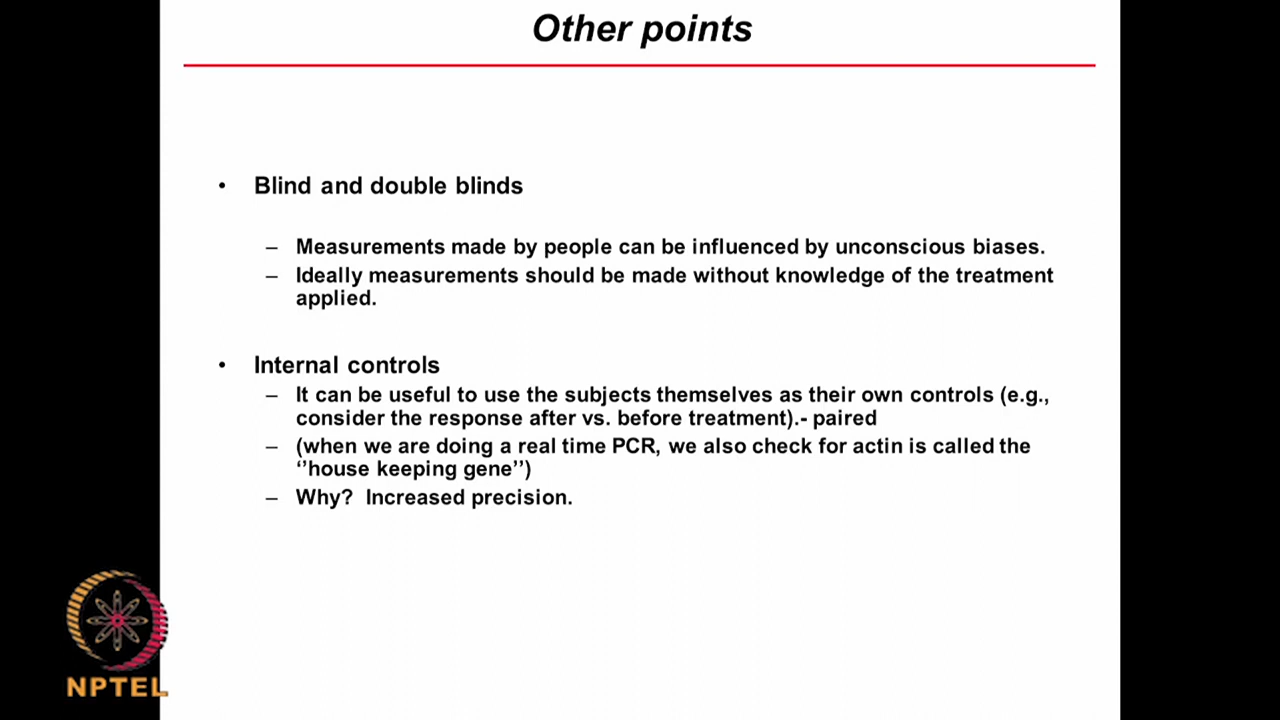 Other points
• Blind and double blinds
– Measurements made by people can be influenced by unconscious biases.
– Ideally measurements should be made without knowledge of the treatment
applied.
• Internal controls
– It can be useful to use the subjects themselves as their own controls (e.g.,
consider the response after vs. before treatment).- paired
– (when we are doing a real time PCR, we also check for actin is called the
‘’house keeping gene’’)
– Why?  Increased precision.
NPTEL